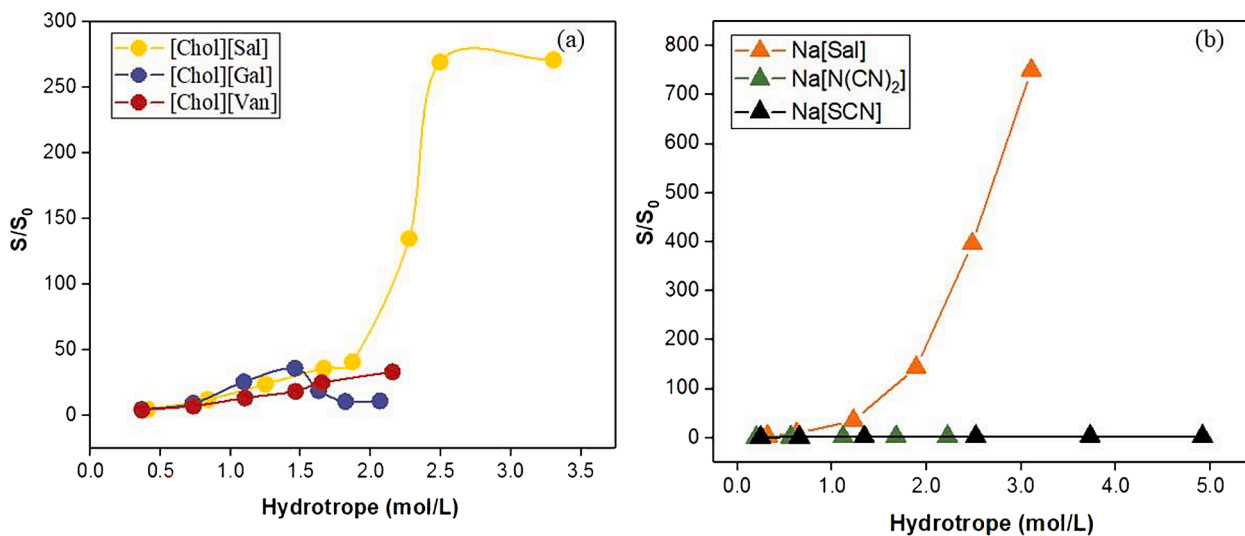 (a)
[Chol][Sal]
[Chol][Gal]
[Chol][Van]
300
250
200
150
100
50
0
S/S0
0.0 0.5 1.0 1.5 2.0 2.5 3.0 3.5
Hydrotrope (mol/L)
(b)
Na[Sal]
Na[N(CN)2]
Na[SCN]
800
700
600
500
400
300
200
100
0
S/S0
0.0 1.0 2.0 3.0 4.0 5.0
Hydrotrope (mol/L)